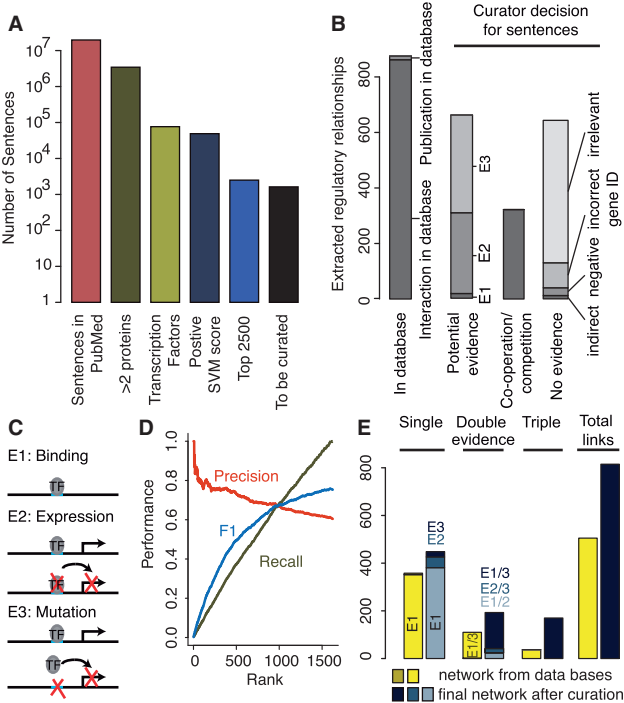 A
Number of Sentences
10^7
10^6
10^5
10^4
10^3
10^2
10
1
Sentences in
PubMed
>2 proteins
Transcription
Factors
Postive
SVM score
Top 2500
To be curated
B
Curator decision
for sentences
Extracted regulatory relationships
800
600
400
200
0
Interaction in database
Publication in database
E3
E2
E1
irrelevant
incorrect
gene ID
negative
indirect
In database
Potential
evidence
Co-operation/
competition
No evidence
C
E1: Binding
TF
E2: Expression
TF
TF
E3: Mutation
TF
TF
D
Performance
1.0
0.8
0.6
0.4
0.2
0.0
Precision
F1
Recall
0
500
1000
1500
Rank
E
Single
Double
evidence
Triple
Total
links
800
600
400
200
0
E3
E2
E1
E1
E1/3
E2/3
E1/2
E1/3
network from data bases
final network after curation